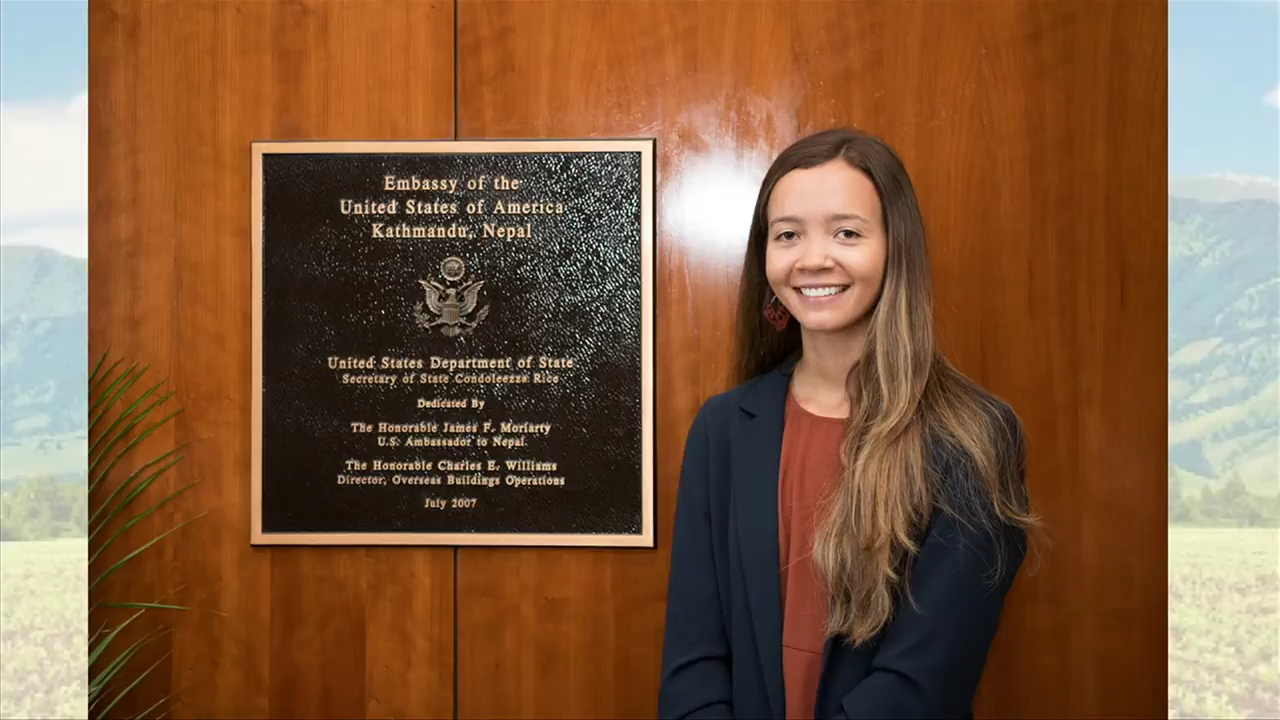 Embassy of the
United States of America
Kathmandu, Nepal
United States Department of State
Secretary of State Condoleezza Rice
Dedicated By
The Honorable James F. Moriarty
U.S. Ambassador to Nepal
The Honorable Charles E. Williams
Director, Overseas Buildings Operations
July 2007